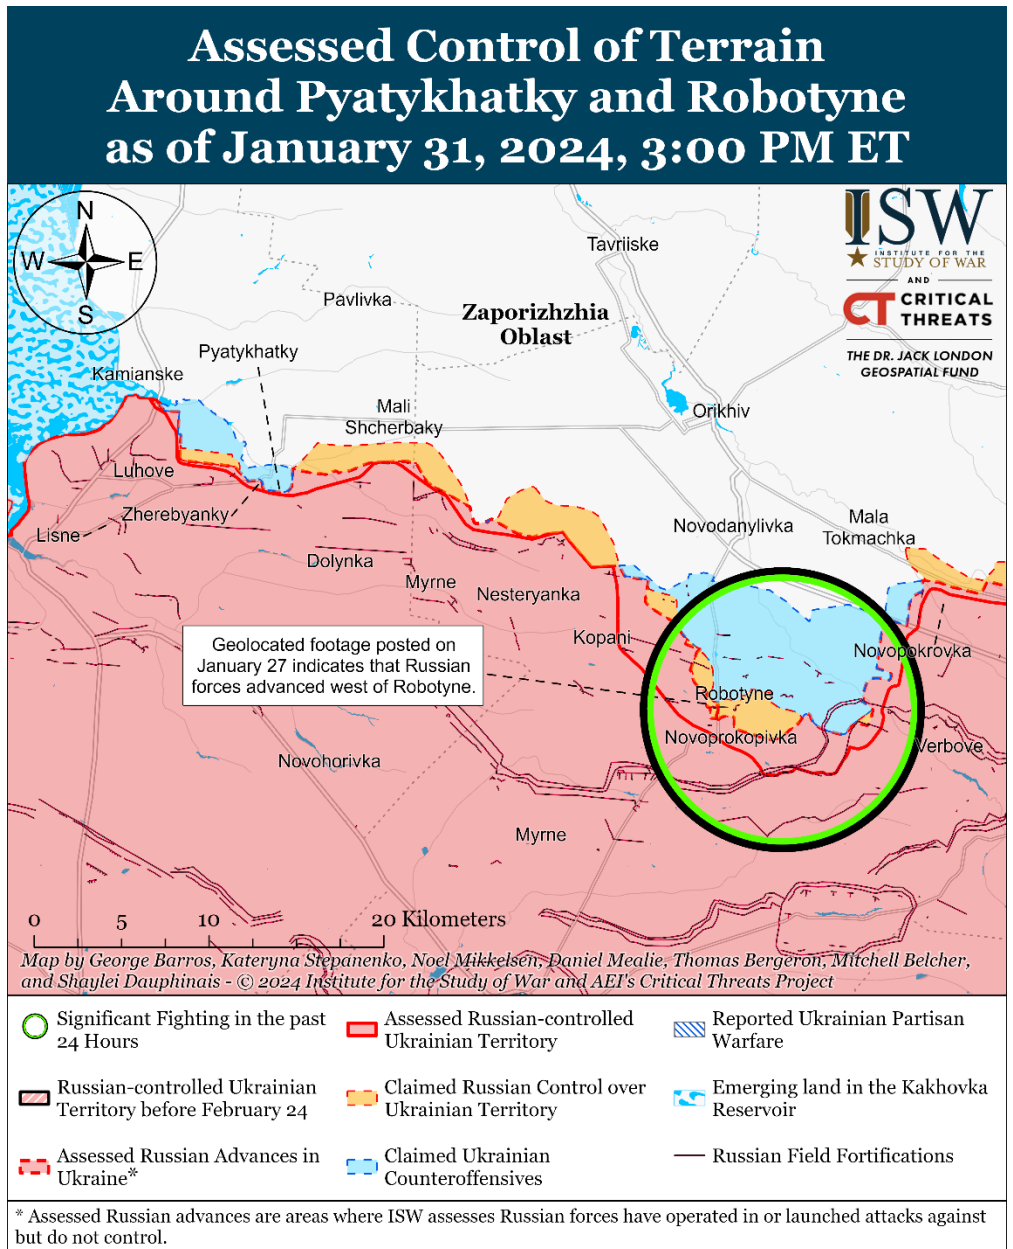 Assessed Control of Terrain
Around Pyatykhatky and Robotyne
as of January 31, 2024, 3:00 PM ET
N
W
E
S
ISW
INSTITUTE FOR THE
STUDY OF WAR
AND
CT CRITICAL
THREATS
THE DR. JACK LONDON
GEOSPATIAL FUND
Tavriiske
Pavlivka
Zaporizhzhia
Oblast
Pyatykhatky
Kamianske
Mali
Shcherbaky
Orikhiv
Luhove
Zherebyanky
Lisne
Novodanylivka
Mala
Tokmachka
Dolynka
Myrne
Nesteryanka
Kopani
Novopokrovka
Geolocated footage posted on
January 27 indicates that Russian
forces advanced west of Robotyne.
Robotyne
Novoprokopivka
Verbove
Novohorivka
Myrne
0 5 10 20 Kilometers
Map by George Barros, Kateryna Stepanenko, Noel Mikkelsen, Daniel Mealie, Thomas Bergeron, Mitchell Belcher,
and Shaylei Dauphinais - © 2024 Institute for the Study of War and AEI's Critical Threats Project
Significant Fighting in the past
24 Hours
Assessed Russian-controlled
Ukrainian Territory
Reported Ukrainian Partisan
Warfare
Russian-controlled Ukrainian
Territory before February 24
Claimed Russian Control over
Ukrainian Territory
Emerging land in the Kakhovka
Reservoir
Assessed Russian Advances in
Ukraine*
Claimed Ukrainian
Counteroffensives
Russian Field Fortifications
* Assessed Russian advances are areas where ISW assesses Russian forces have operated in or launched attacks against
but do not control.